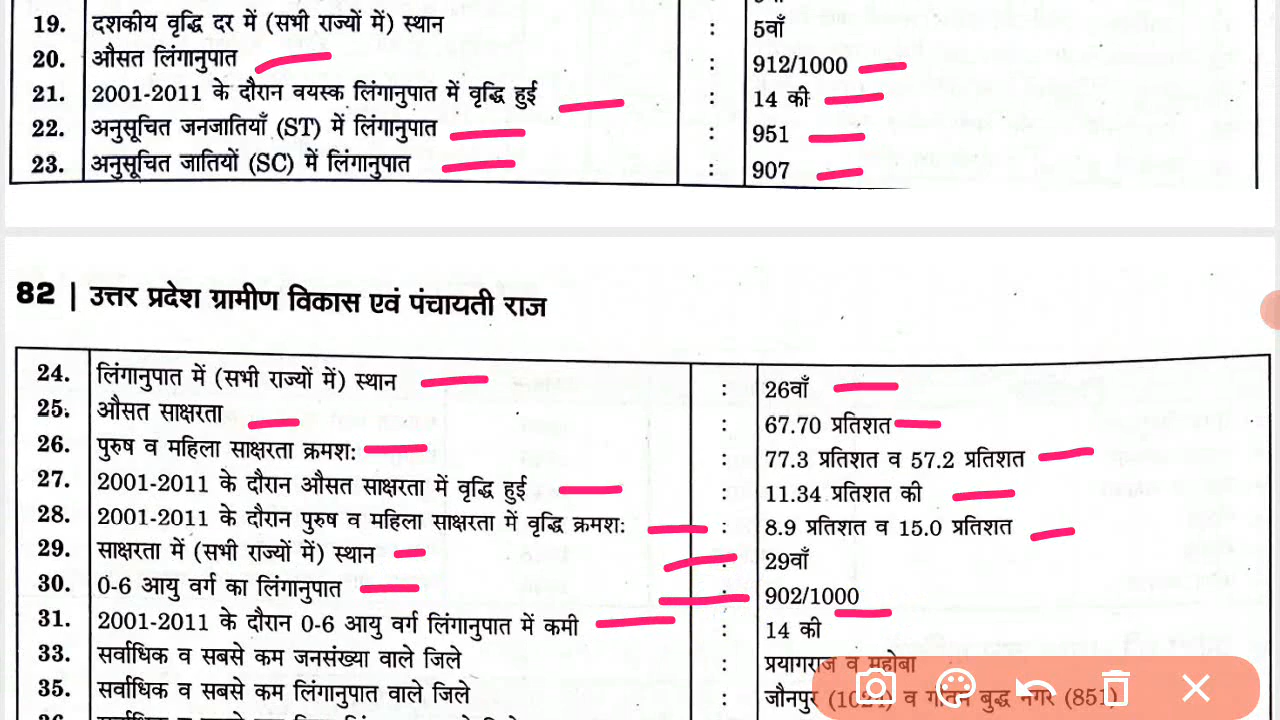 19. दशकीय वृद्धि दर में (सभी राज्यों में) स्थान : 5वाँ
20. औसत लिंगानुपात : 912/1000
21. 2001-2011 के दौरान वयस्क लिंगानुपात में वृद्धि हुई : 14 की
22. अनुसूचित जनजातियाँ (ST) में लिंगानुपात : 951
23. अनुसूचित जातियों (SC) में लिंगानुपात : 907
82 | उत्तर प्रदेश ग्रामीण विकास एवं पंचायती राज
24. लिंगानुपात में (सभी राज्यों में) स्थान : 26वाँ
25. औसत साक्षरता : 67.70 प्रतिशत
26. पुरुष व महिला साक्षरता क्रमशः : 77.3 प्रतिशत व 57.2 प्रतिशत
27. 2001-2011 के दौरान औसत साक्षरता में वृद्धि हुई : 11.34 प्रतिशत की
28. 2001-2011 के दौरान पुरुष व महिला साक्षरता में वृद्धि क्रमशः : 8.9 प्रतिशत व 15.0 प्रतिशत
29. साक्षरता में (सभी राज्यों में) स्थान : 29वाँ
30. 0-6 आयु वर्ग का लिंगानुपात : 902/1000
31. 2001-2011 के दौरान 0-6 आयु वर्ग लिंगानुपात में कमी : 14 की
33. सर्वाधिक व सबसे कम जनसंख्या वाले जिले : प्रयागराज व महोबा
35. सर्वाधिक व सबसे कम लिंगानुपात वाले जिले : जौनपुर व गौतम बुद्ध नगर (851)